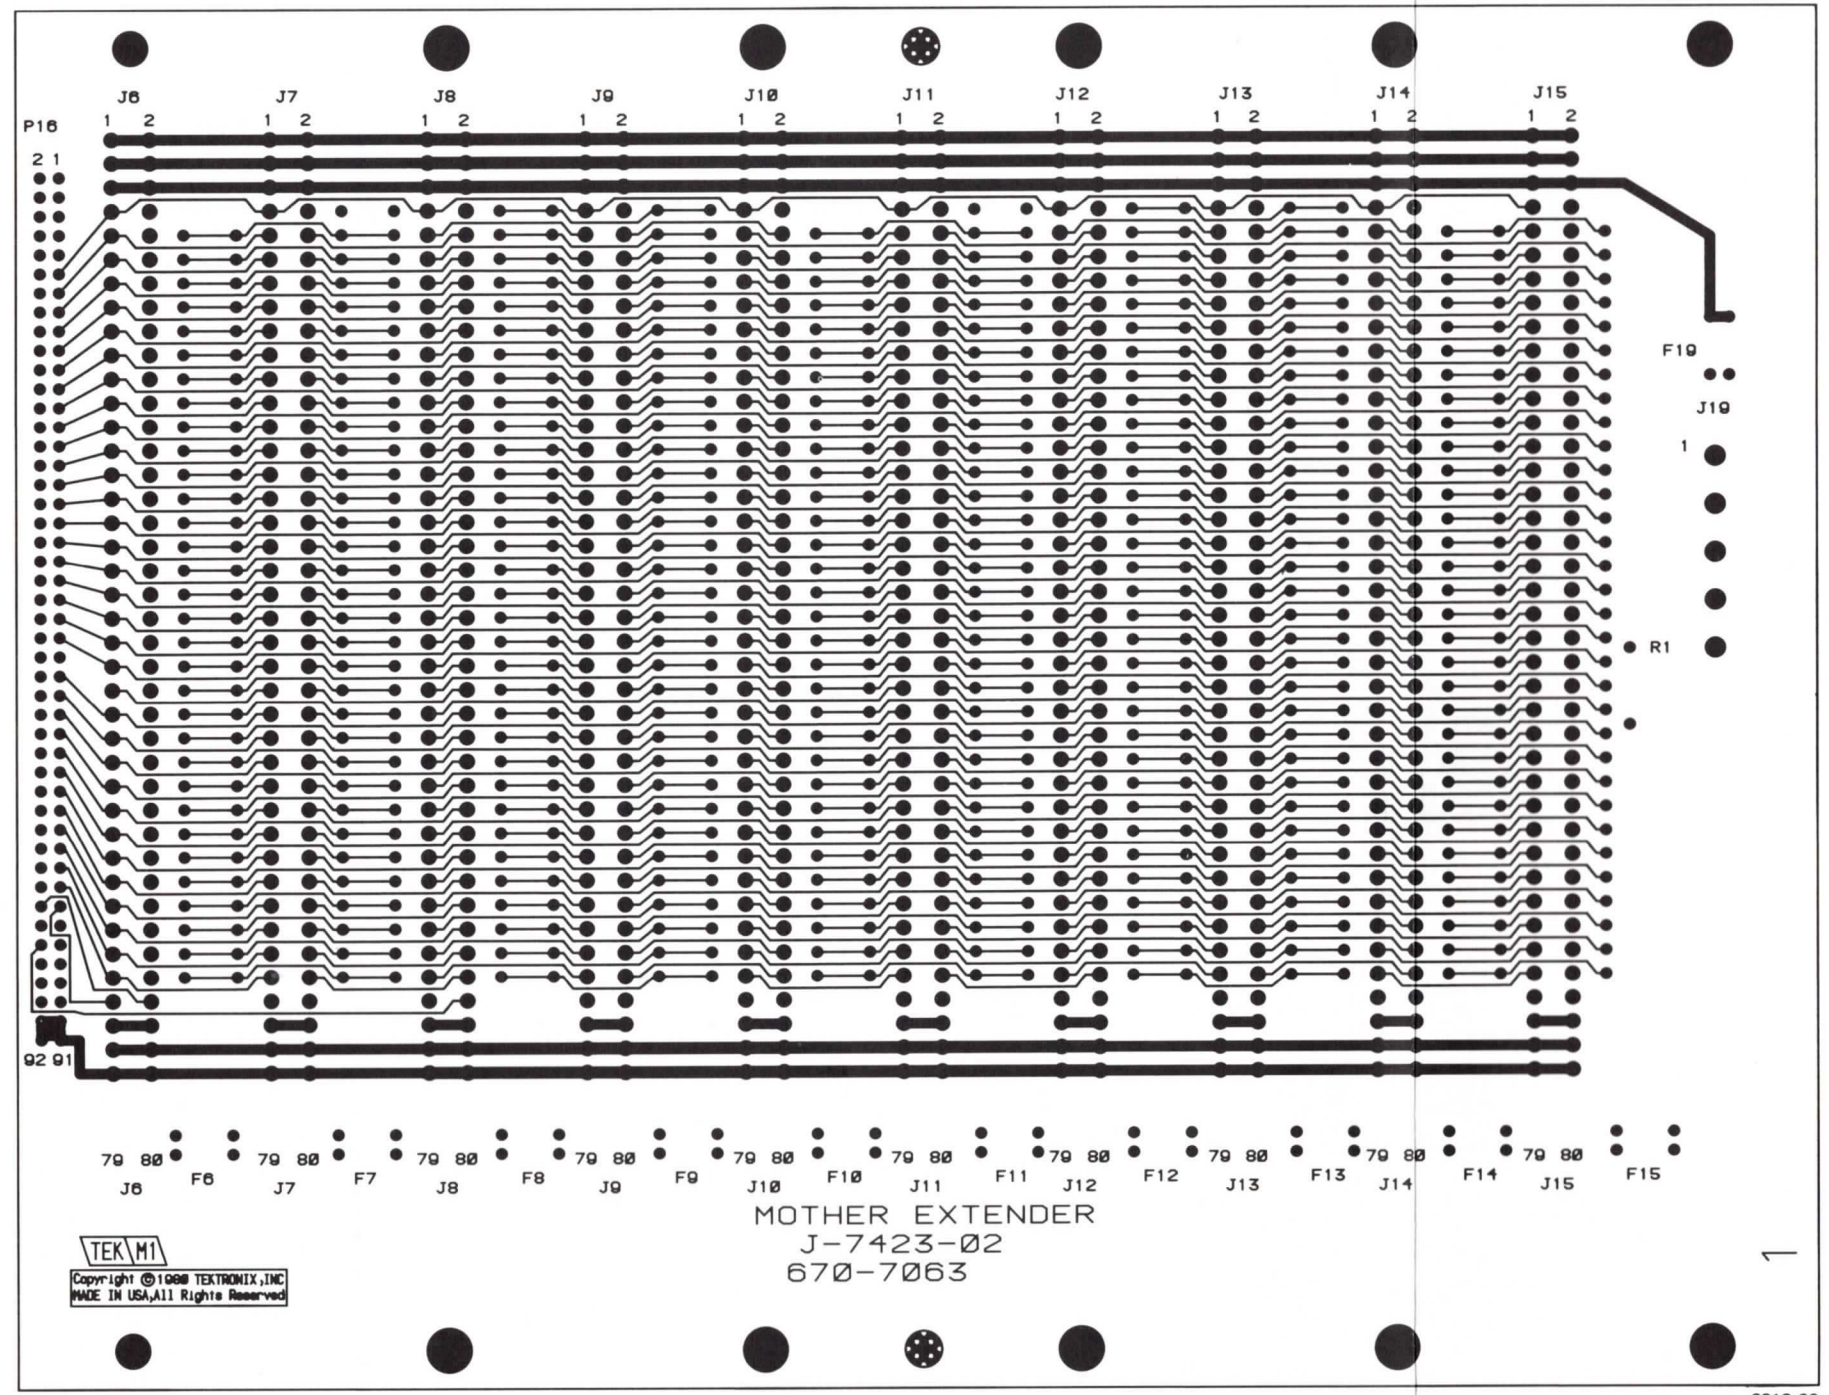 J6 J7 J8 J9 J10 J11 J12 J13 J14 J15
P16 1 2 1 2 1 2 1 2 1 2 1 2 1 2 1 2 1 2 1 2
2 1
F19
J19
1
R1
92 91
79 80 79 80 79 80 79 80 79 80 79 80 79 80 79 80 79 80 79 80
F6 F7 F8 F9 F10 F11 F12 F13 F14 F15
J6 J7 J8 J9 J10 J11 J12 J13 J14 J15
MOTHER EXTENDER
J-7423-02
670-7063
TEK M1
Copyright ©1980 TEKTRONIX,INC
MADE IN USA,All Rights Reserved
1